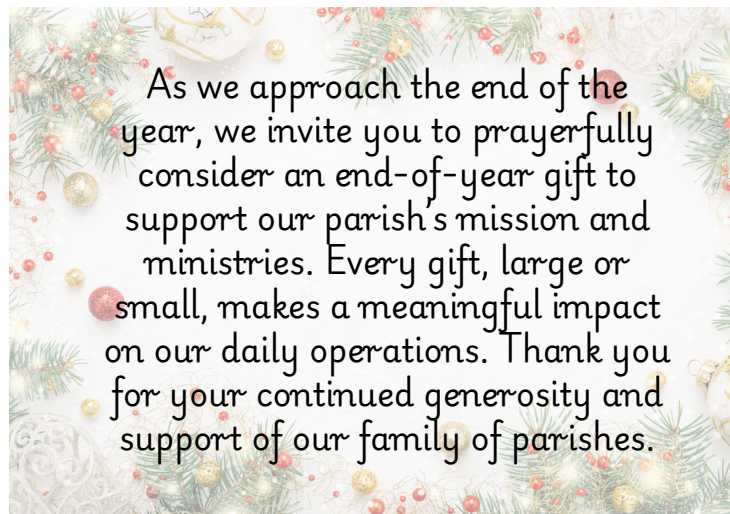 As we approach the end of the
year, we invite you to prayerfully
consider an end-of-year gift to
support our parish's mission and
ministries. Every gift, large or
small, makes a meaningful impact
on our daily operations. Thank you
for your continued generosity and
support of our family of parishes.